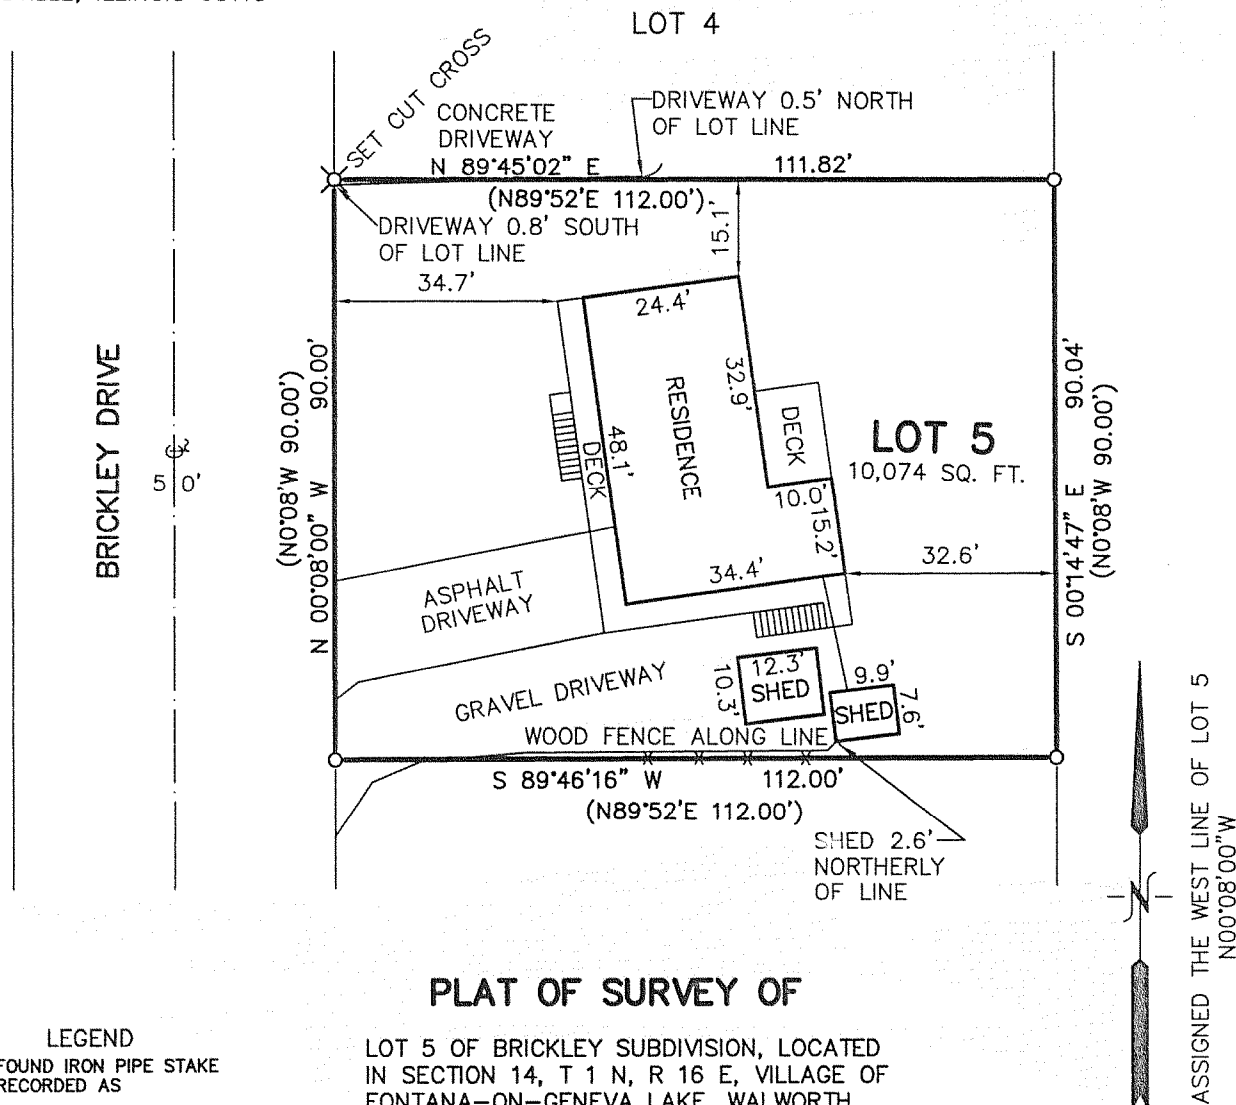 LOT 4
SET CUT CROSS
CONCRETE
DRIVEWAY
DRIVEWAY 0.5' NORTH
OF LOT LINE
N 89°45'02" E 111.82'
(N89°52'E 112.00')
DRIVEWAY 0.8' SOUTH
OF LOT LINE
15.1'
34.7'
24.4'
BRICKLEY DRIVE
5 0'
(N0°08'W 90.00')
N 00°08'00" W 90.00'
RESIDENCE
32.9'
48.1'
DECK
DECK
LOT 5
10,074 SQ. FT.
10.0'
15.2'
S 00°14'47" E 90.04'
(N0°08'W 90.00')
32.6'
34.4'
ASPHALT
DRIVEWAY
GRAVEL DRIVEWAY
12.3'
10.3'
SHED
9.9'
7.6'
SHED
WOOD FENCE ALONG LINE
S 89°46'16" W 112.00'
(N89°52'E 112.00')
SHED 2.6'
NORTHERLY
OF LINE
N
ASSIGNED THE WEST LINE OF LOT 5
N00°08'00"W
PLAT OF SURVEY OF
LEGEND
FOUND IRON PIPE STAKE
RECORDED AS
LOT 5 OF BRICKLEY SUBDIVISION, LOCATED
IN SECTION 14, T 1 N, R 16 E, VILLAGE OF
FONTANA-ON-GENEVA LAKE, WALWORTH